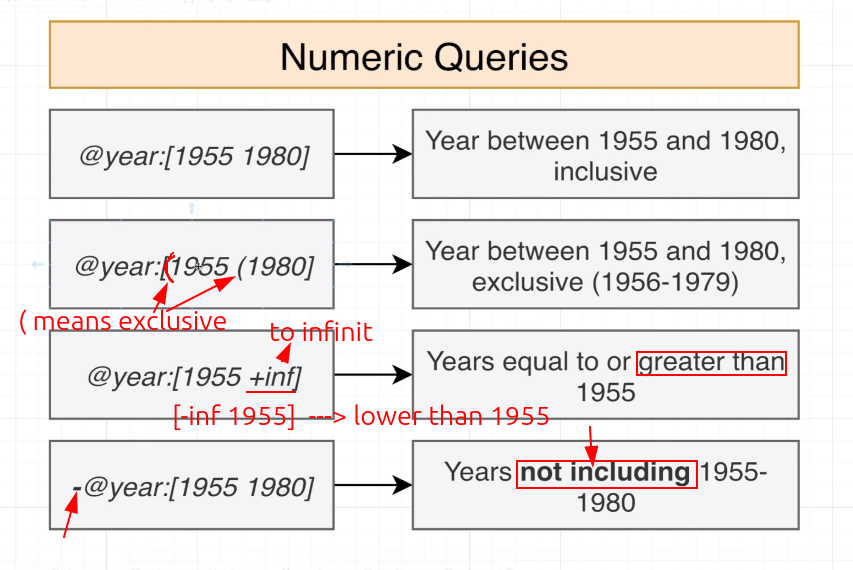 Numeric Queries
@year:[1955 1980]
Year between 1955 and 1980,
inclusive
@year:[(1955 (1980]
Year between 1955 and 1980,
exclusive (1956-1979)
( means exclusive
to infinit
@year:[1955 +inf]
Years equal to or greater than
1955
[-inf 1955] ---> lower than 1955
-@year:[1955 1980]
Years not including 1955-
1980